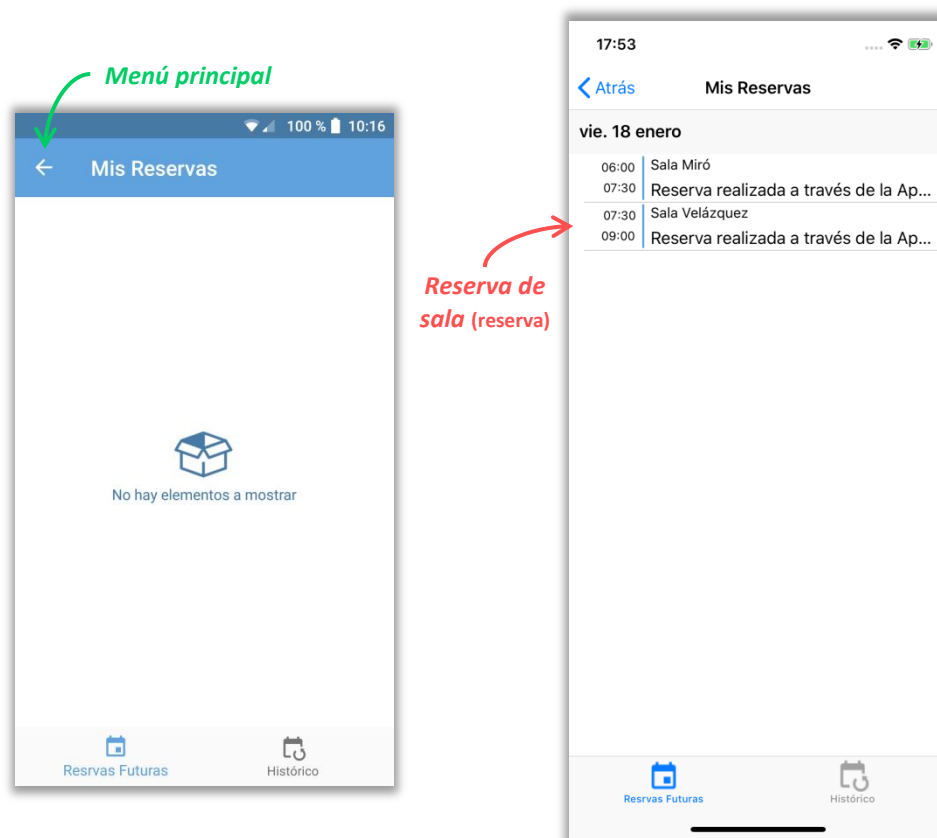 Menú principal
100 % 10:16
Mis Reservas
No hay elementos a mostrar
Resrvas Futuras
Histórico
Reserva de
sala (reserva)
17:53
Atrás
Mis Reservas
vie. 18 enero
06:00 Sala Miró
07:30 Reserva realizada a través de la Ap...
07:30 Sala Velázquez
09:00 Reserva realizada a través de la Ap...
Resrvas Futuras
Histórico